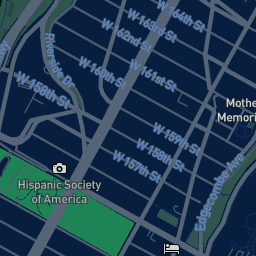 W 166th St
W 163rd St
W 162nd St
Riverside Dr
W 161st St
W 160th St
W 158th St
Mothe
Memori
W 159th St
W 158th St
W 157th St
Edgecombe Ave
Hispanic Society
of America